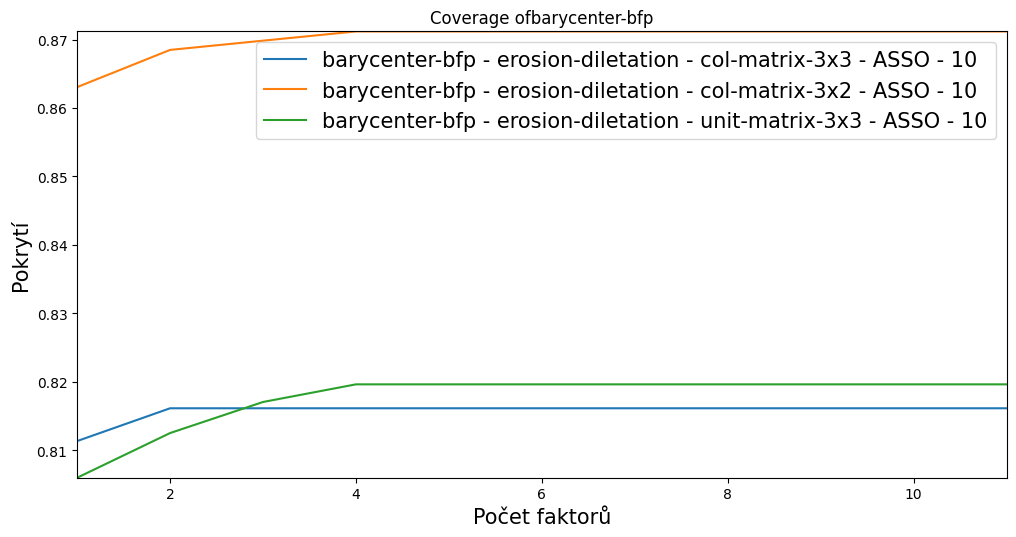 Coverage ofbarycenter-bfp
0.87
0.86
0.85
0.84
0.83
0.82
0.81
Pokrytí
barycenter-bfp - erosion-diletation - col-matrix-3x3 - ASSO - 10
barycenter-bfp - erosion-diletation - col-matrix-3x2 - ASSO - 10
barycenter-bfp - erosion-diletation - unit-matrix-3x3 - ASSO - 10
2 4 6 8 10
Počet faktorů